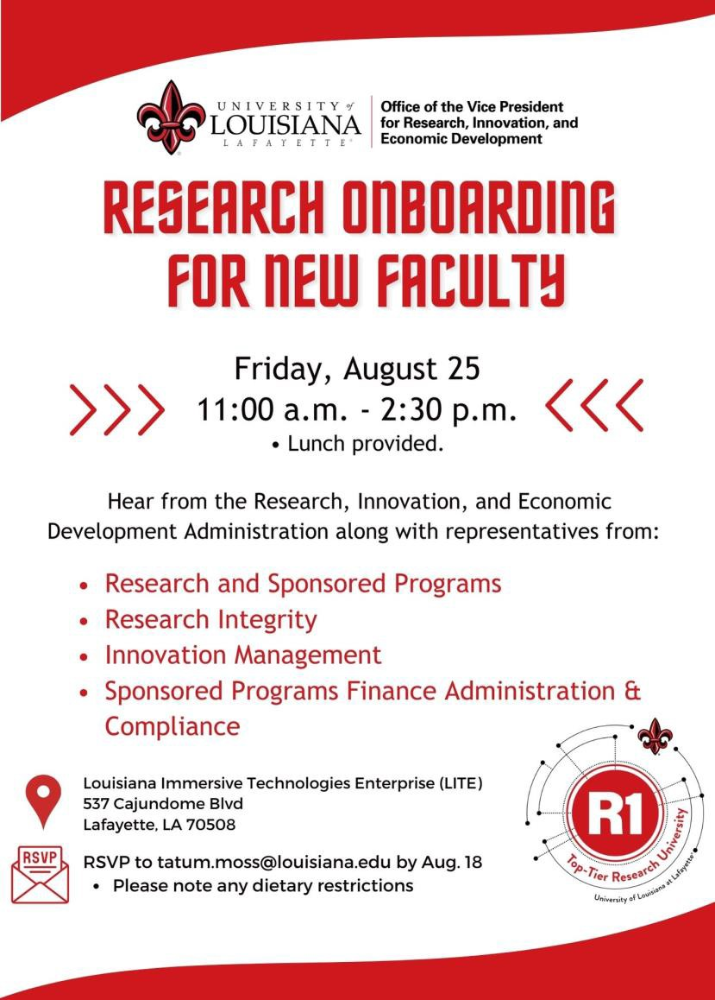 UNIVERSITY of
LOUISIANA
LAFAYETTE®
Office of the Vice President
for Research, Innovation, and
Economic Development
RESEARCH ONBOARDING
FOR NEW FACULTY
Friday, August 25
11:00 a.m. - 2:30 p.m.
• Lunch provided.
Hear from the Research, Innovation, and Economic
Development Administration along with representatives from:
• Research and Sponsored Programs
• Research Integrity
• Innovation Management
• Sponsored Programs Finance Administration &
Compliance
Louisiana Immersive Technologies Enterprise (LITE)
537 Cajundome Blvd
Lafayette, LA 70508
RSVP
RSVP to tatum.moss@louisiana.edu by Aug. 18
• Please note any dietary restrictions
R1
Top-Tier Research University
University of Louisiana at Lafayette®